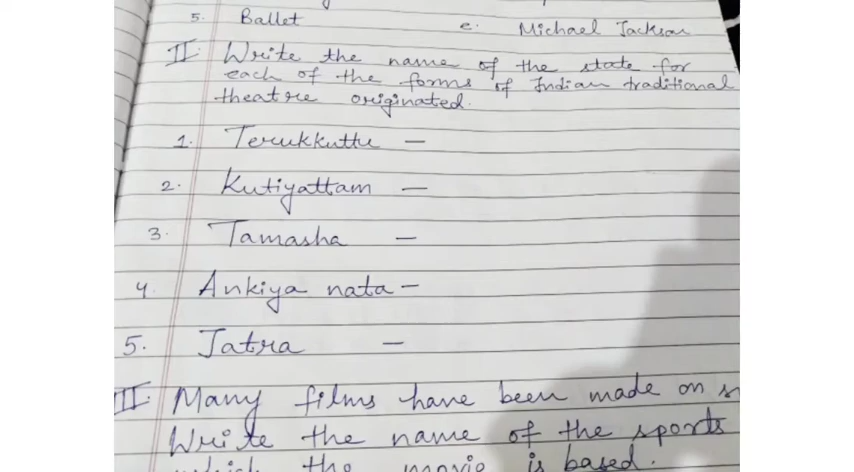 5. Ballet e. Michael Jackson
II. Write the name of the state for
each of the forms of Indian traditional
theatre originated.
1. Terukkuttu —
2. Kutiyattam —
3. Tamasha —
4. Ankiya nata —
5. Jatra —
III. Many films have been made on
Write the name of the sports
which the movie is based.